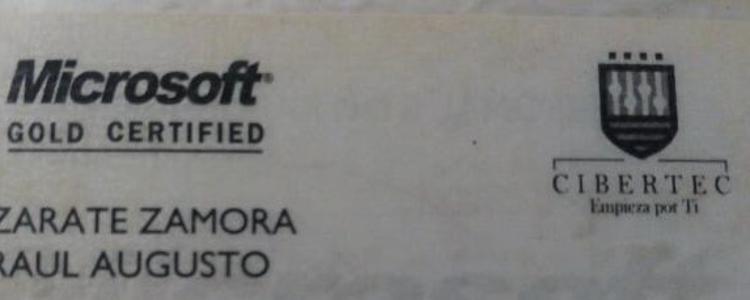 Microsoft®
GOLD CERTIFIED
ZARATE ZAMORA
RAUL AUGUSTO
CIBERTEC
Empieza por Ti